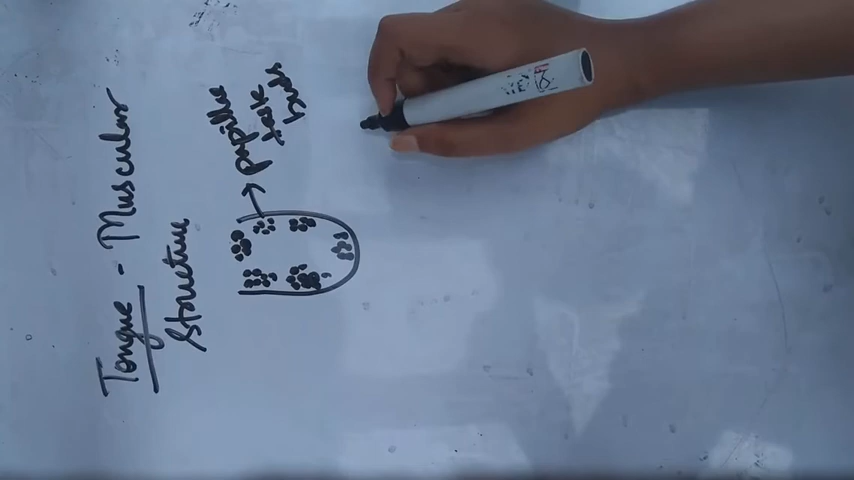 Tongue - Muscular
structure
→ papillae
taste
buds